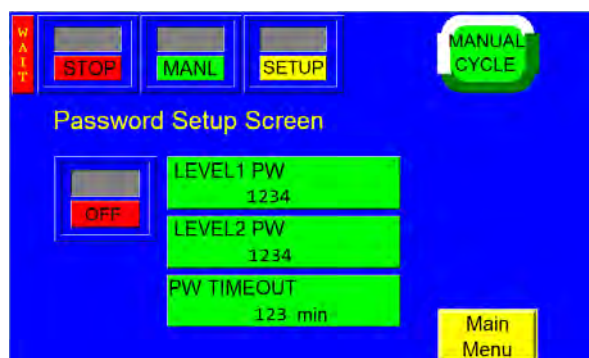 WAIT
STOP
MANL
SETUP
MANUAL
CYCLE
Password Setup Screen
OFF
LEVEL1 PW
1234
LEVEL2 PW
1234
PW TIMEOUT
123 min
Main
Menu